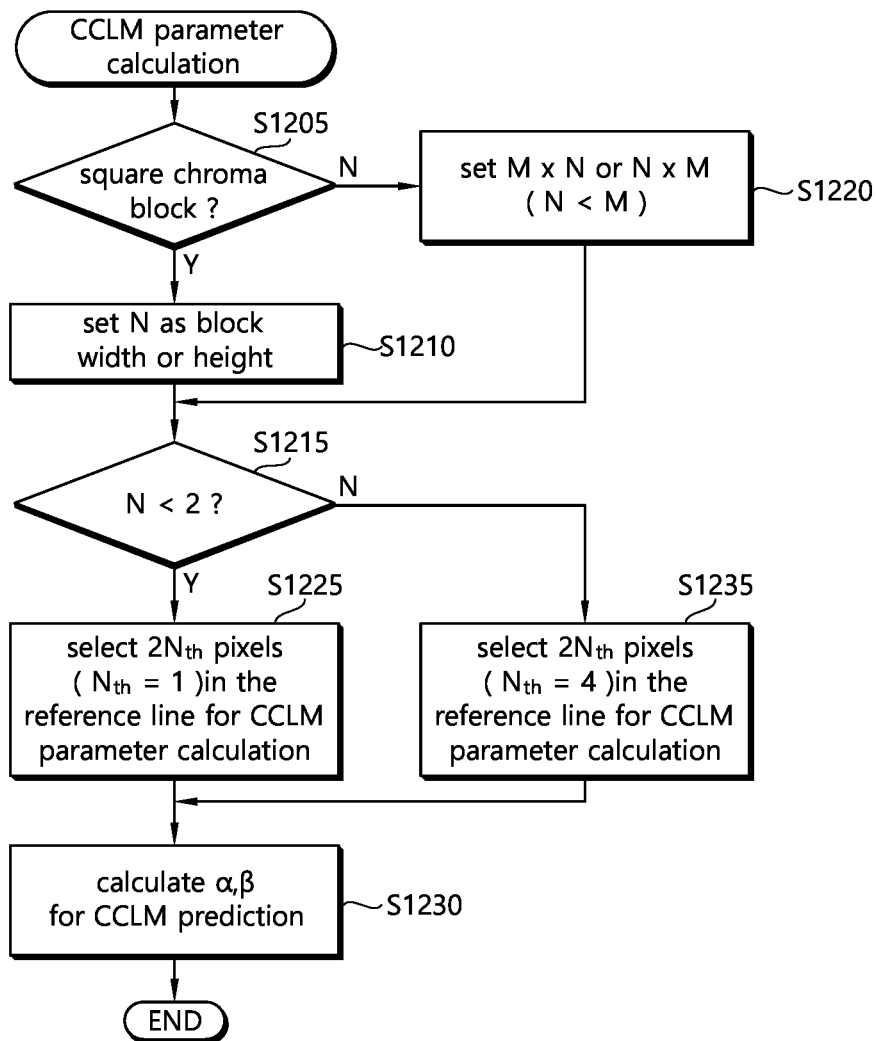 CCLM parameter
calculation
S1205
square chroma
block ?
N
set M x N or N x M
( N < M )
S1220
Y
set N as block
width or height
S1210
S1215
N < 2 ?
N
Y
S1225
select 2Nth pixels
( Nth = 1 )in the
reference line for CCLM
parameter calculation
S1235
select 2Nth pixels
( Nth = 4 )in the
reference line for CCLM
parameter calculation
calculate α,β
for CCLM prediction
S1230
END